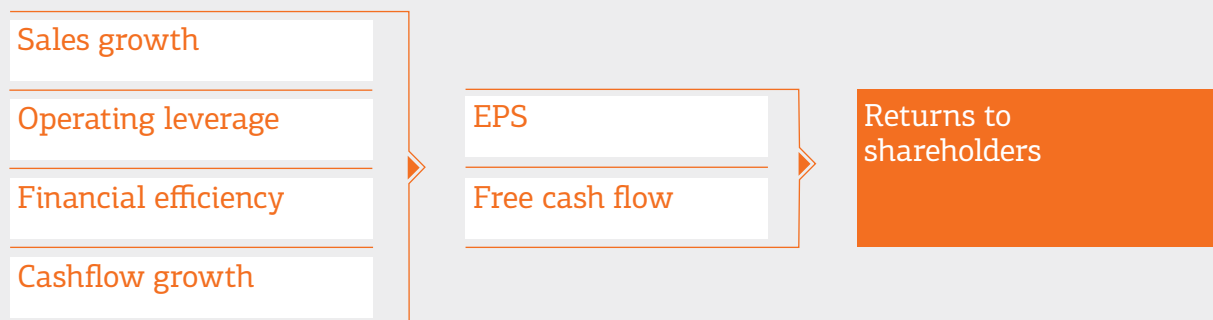 Sales growth
Operating leverage
Financial efficiency
Cashflow growth
EPS
Free cash flow
Returns to
shareholders